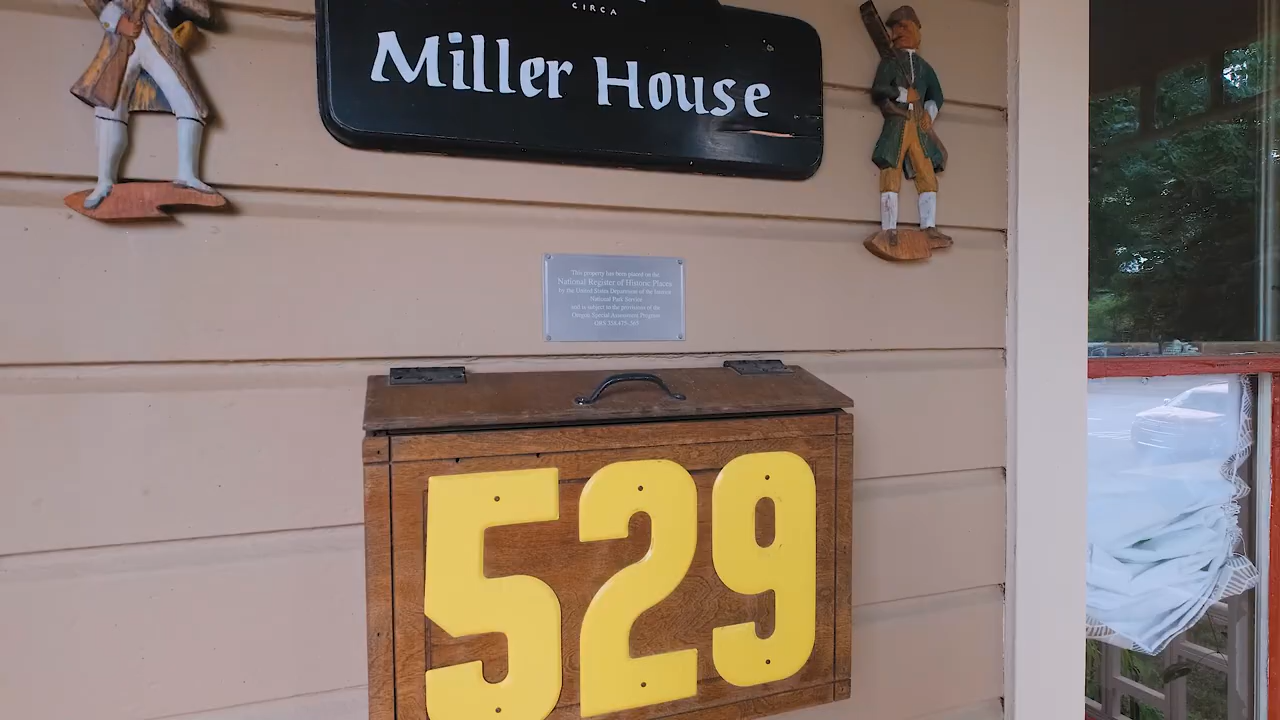 CIRCA
Miller House
This property has been placed on the
National Register of Historic Places
by the United States Department of the Interior
National Park Service
and is subject to the provisions of the
Oregon Special Assessment Program
529